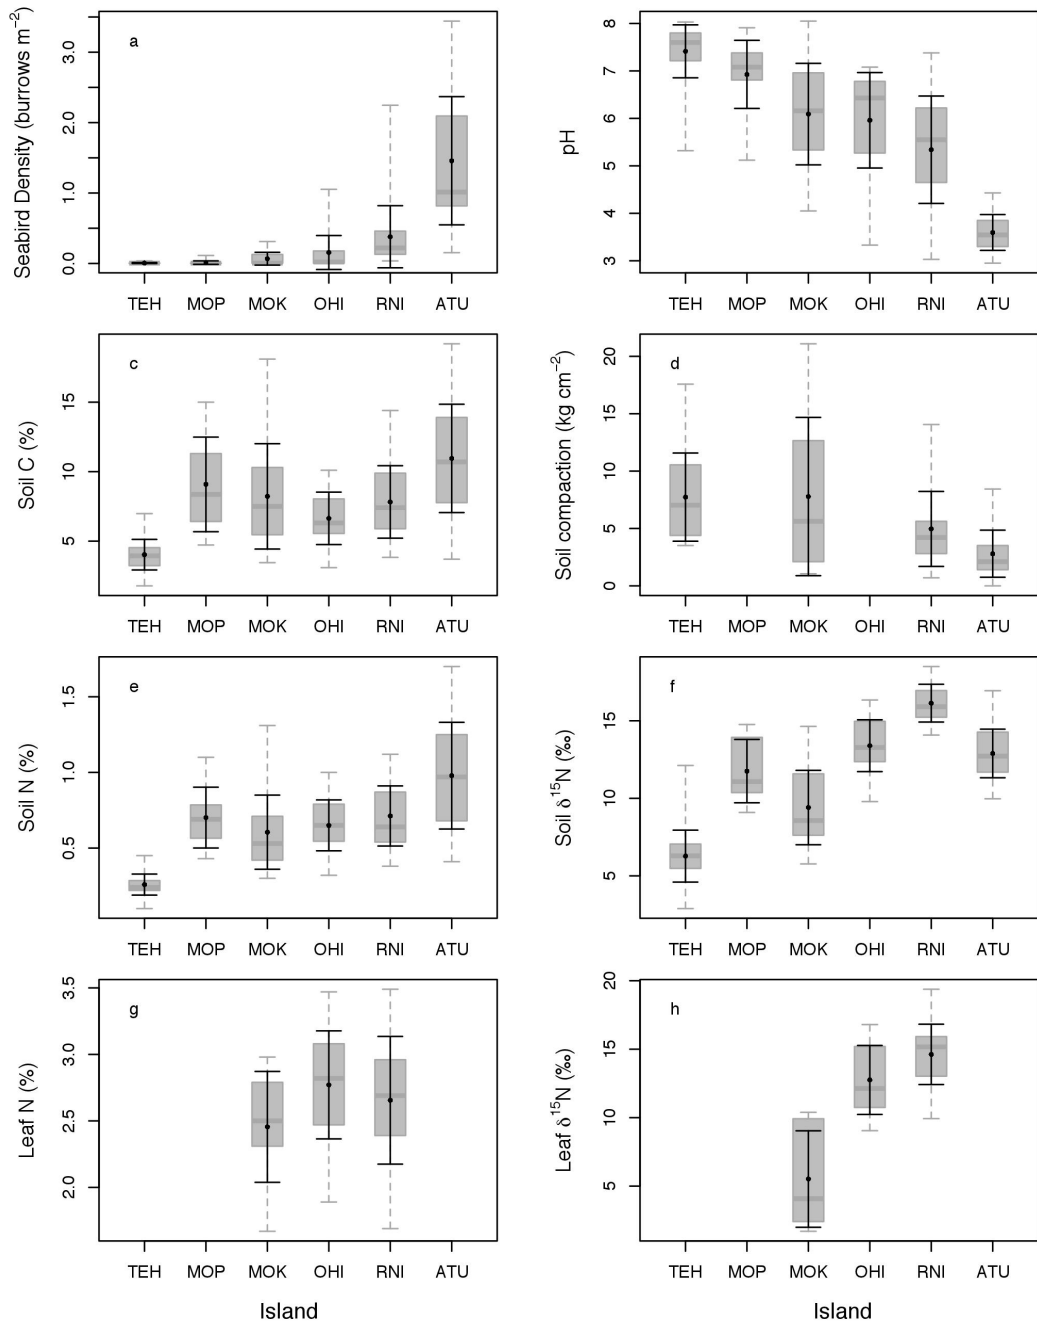 a
Seabird Density (burrows m⁻²)
0.0 1.0 2.0 3.0
TEH MOP MOK OHI RNI ATU
pH
3 4 5 6 7 8
TEH MOP MOK OHI RNI ATU
c
Soil C (%)
5 10 15
TEH MOP MOK OHI RNI ATU
d
Soil compaction (kg cm⁻²)
0 5 10 15 20
TEH MOP MOK OHI RNI ATU
e
Soil N (%)
0.5 1.0 1.5
TEH MOP MOK OHI RNI ATU
f
Soil δ¹⁵N (‰)
5 10 15
TEH MOP MOK OHI RNI ATU
g
Leaf N (%)
2.0 2.5 3.0 3.5
TEH MOP MOK OHI RNI ATU
Island
h
Leaf δ¹⁵N (‰)
5 10 15 20
TEH MOP MOK OHI RNI ATU
Island